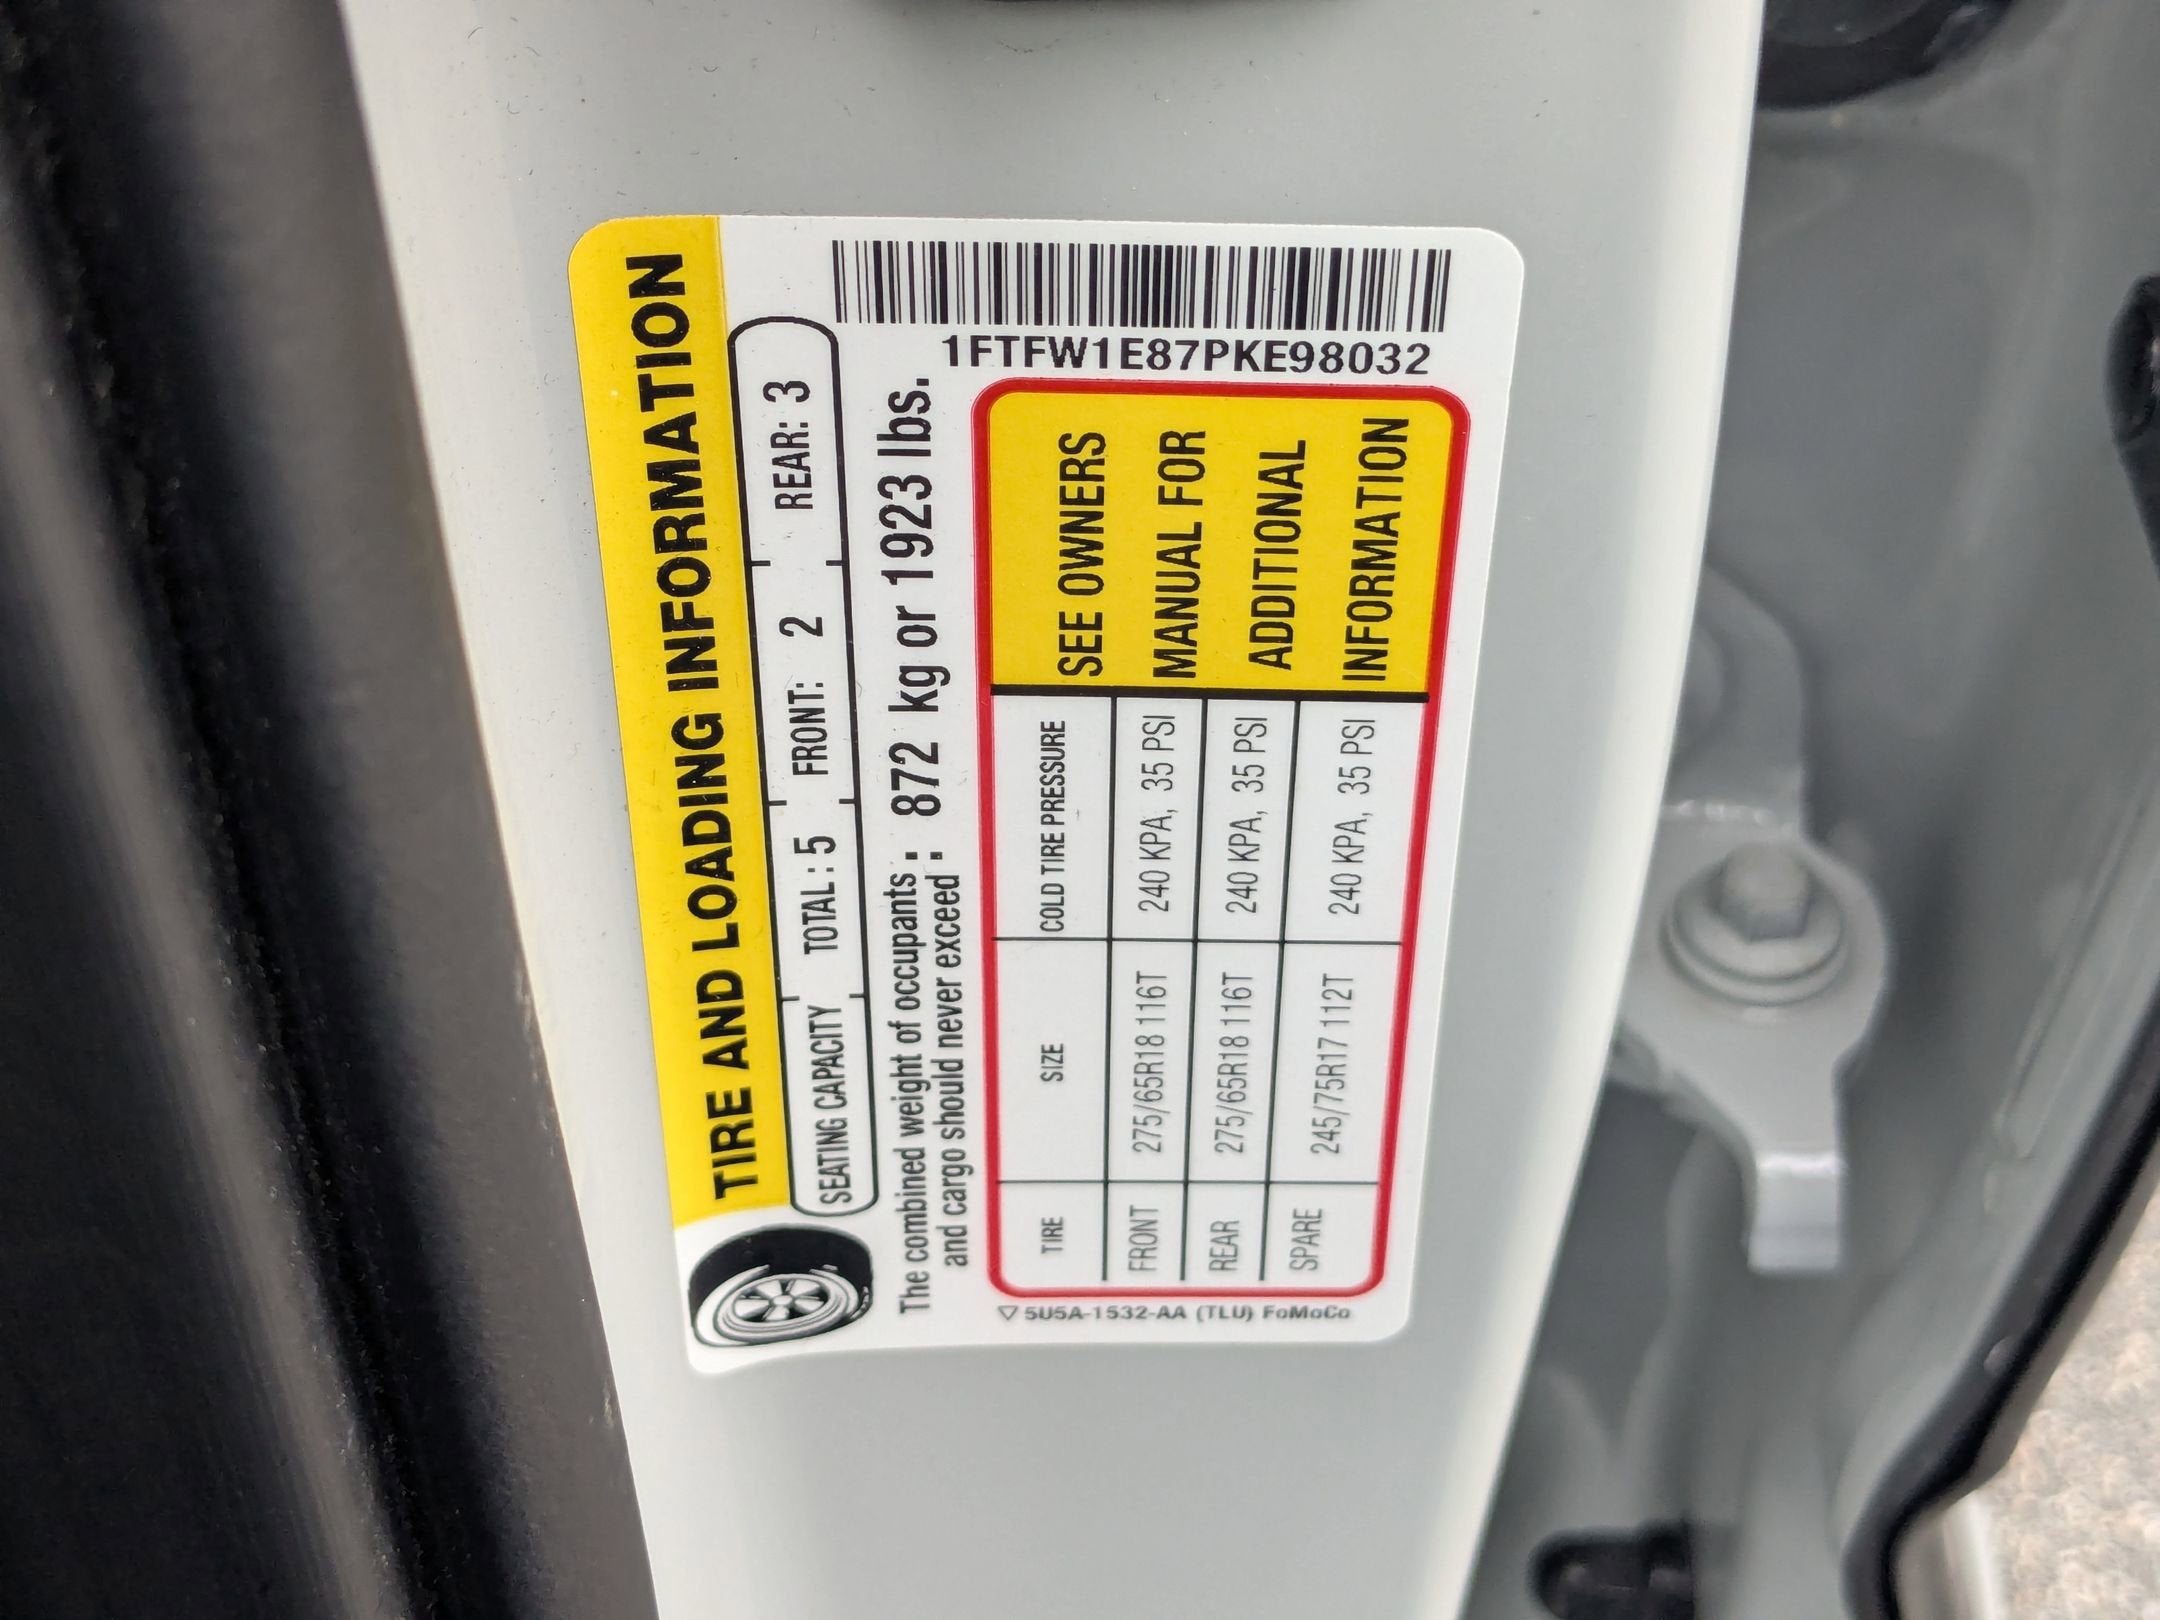 TIRE AND LOADING INFORMATION
SEATING CAPACITY TOTAL: 5 FRONT: 2 REAR: 3
The combined weight of occupants : 872 kg or 1923 lbs.
and cargo should never exceed :
1FTFW1E87PKE98032
TIRE SIZE COLD TIRE PRESSURE
FRONT 275/65R18 116T 240 KPA, 35 PSI
REAR 275/65R18 116T 240 KPA, 35 PSI
SPARE 245/75R17 112T 240 KPA, 35 PSI
SEE OWNERS
MANUAL FOR
ADDITIONAL
INFORMATION
▽ 5U5A-1532-AA (TLU) FoMoCo